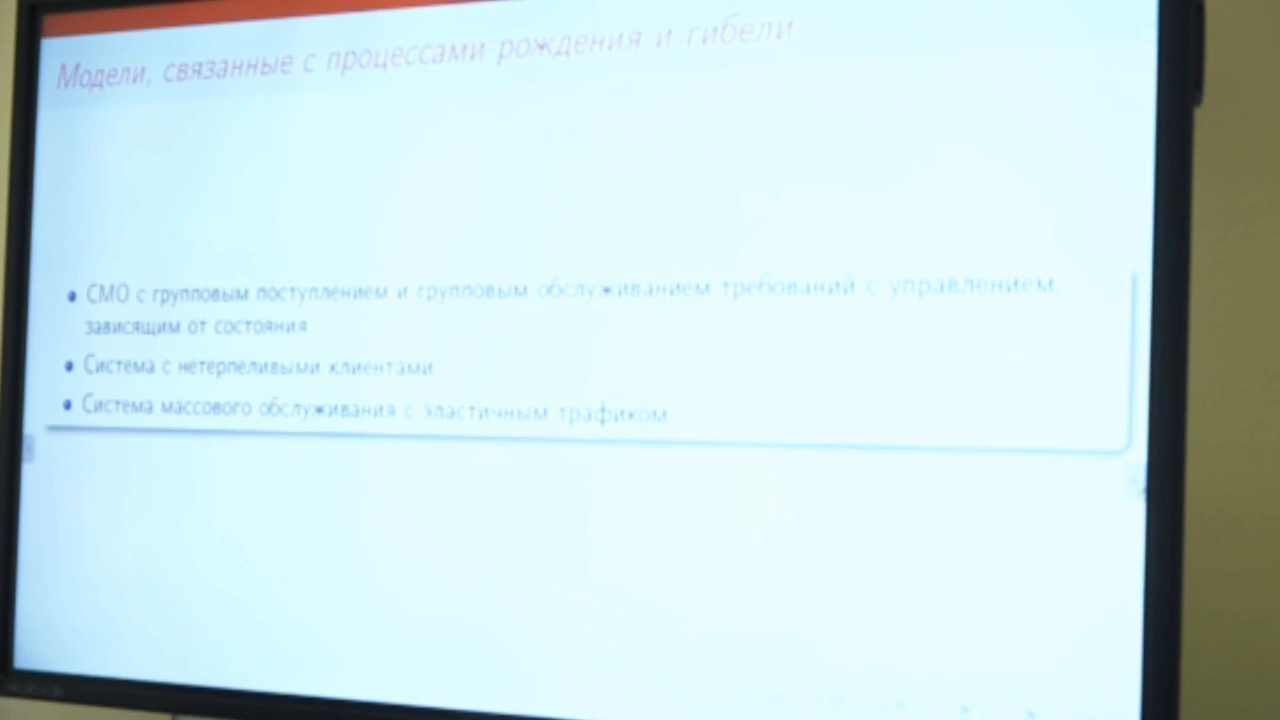 Модели, связанные с процессами рождения и гибели
СМО с групповым поступлением и групповым обслуживанием требований с управлением,
зависящим от состояния
Система с нетерпеливыми клиентами
Система массового обслуживания с эластичным трафиком